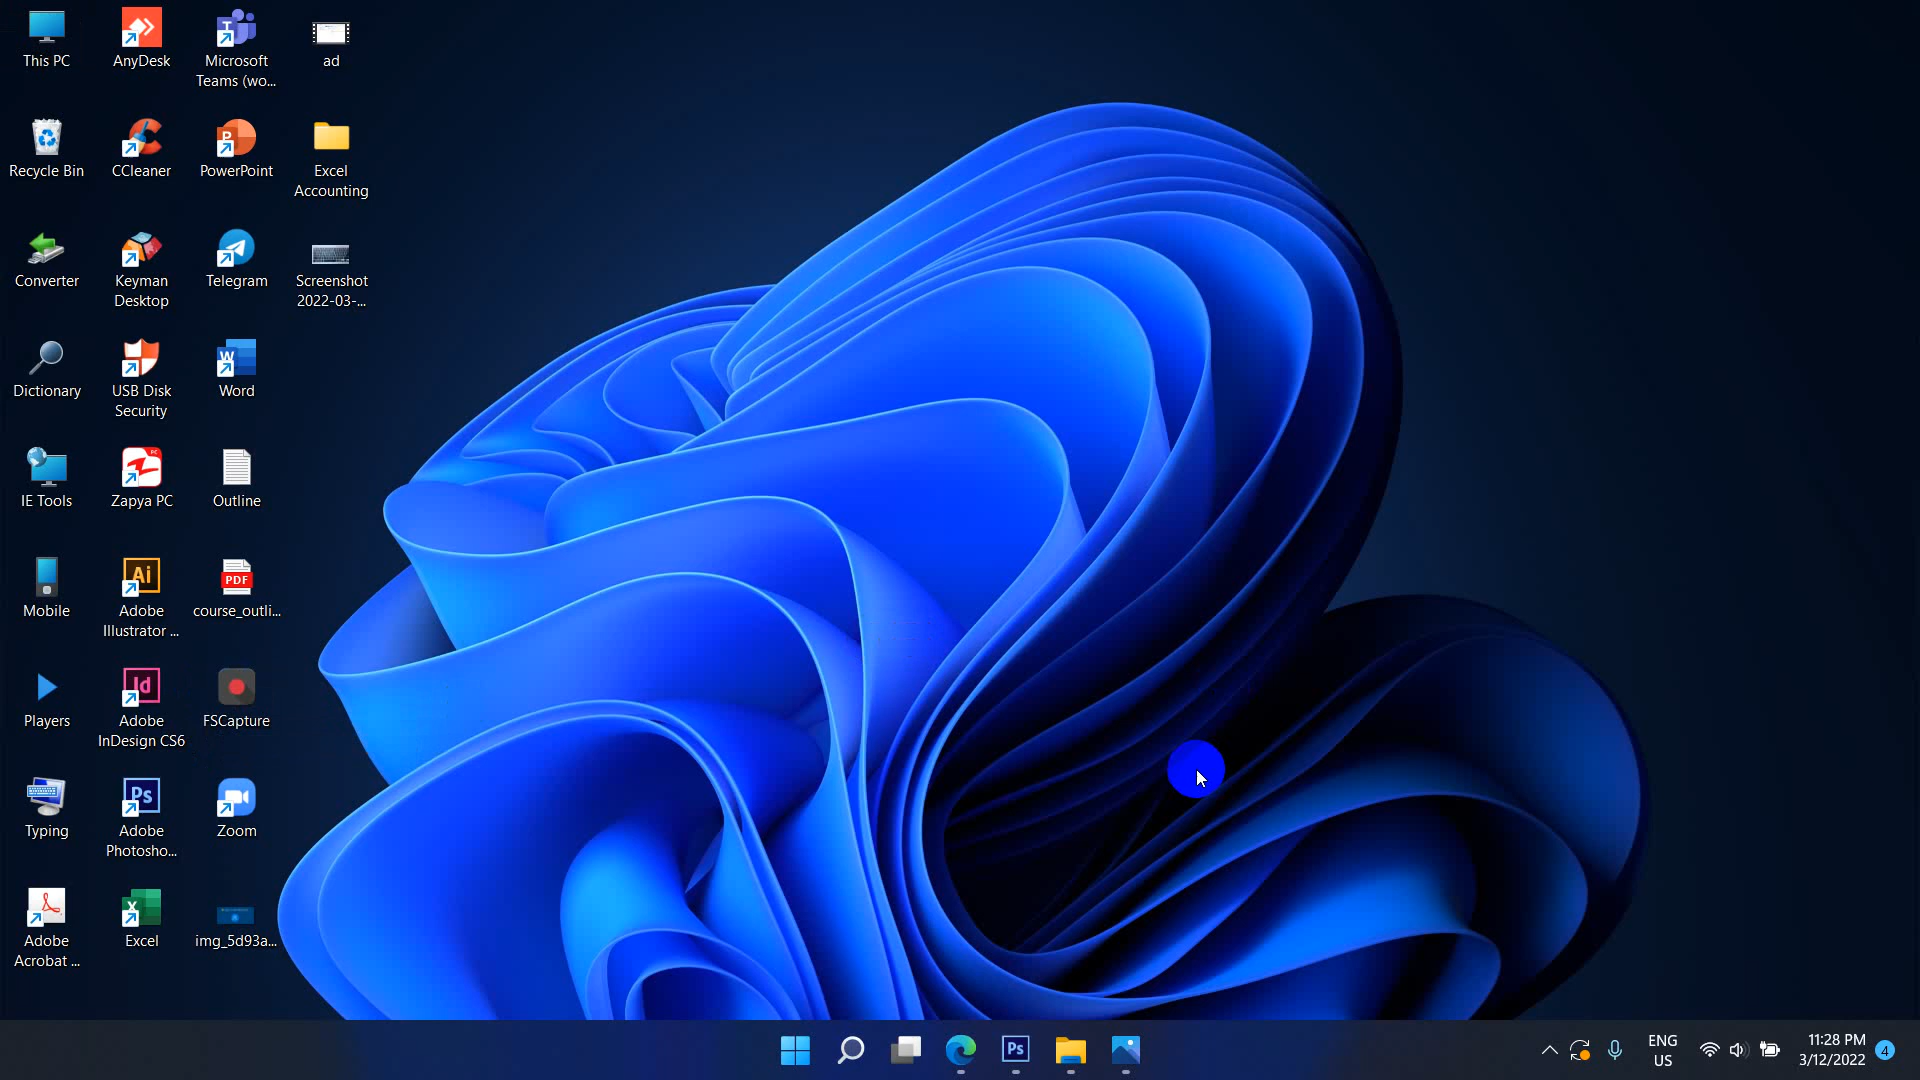 This PC
AnyDesk
Microsoft
Teams (wo...
ad
Recycle Bin
CCleaner
PowerPoint
Excel
Accounting
Converter
Keyman
Desktop
Telegram
Screenshot
2022-03-...
Dictionary
USB Disk
Security
Word
IE Tools
Zapya PC
Outline
Mobile
Adobe
Illustrator ...
PDF
course_outli...
Players
Adobe
InDesign CS6
FSCapture
Typing
Adobe
Photosho...
Zoom
Adobe
Acrobat ...
Excel
img_5d93a...
Ps
ENG
US
11:28 PM
3/12/2022
4